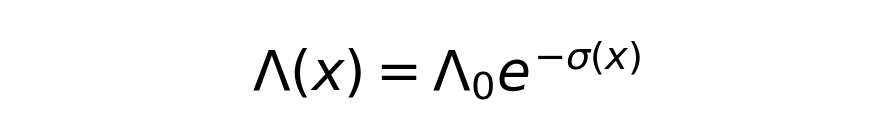 Λ(x) = Λ₀e^{−σ(x)}